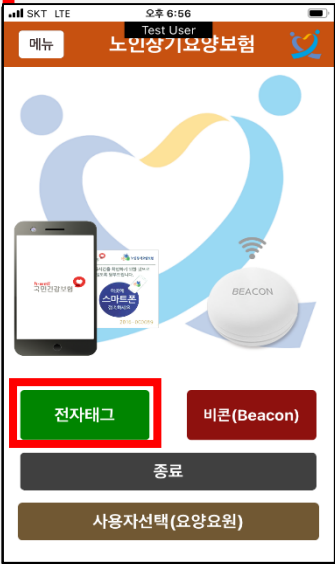 SKT LTE 오후 6:56
Test User
메뉴 노인장기요양보험
국민건강보험
스마트폰
BEACON
전자태그 비콘(Beacon)
종료
사용자선택(요양요원)